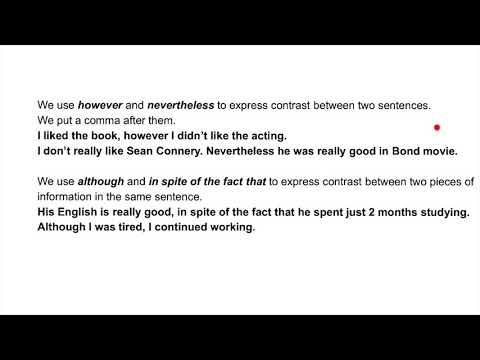 We use however and nevertheless to express contrast between two sentences.
We put a comma after them.
I liked the book, however I didn't like the acting.
I don't really like Sean Connery. Nevertheless he was really good in Bond movie.
We use although and in spite of the fact that to express contrast between two pieces of
information in the same sentence.
His English is really good, in spite of the fact that he spent just 2 months studying.
Although I was tired, I continued working.